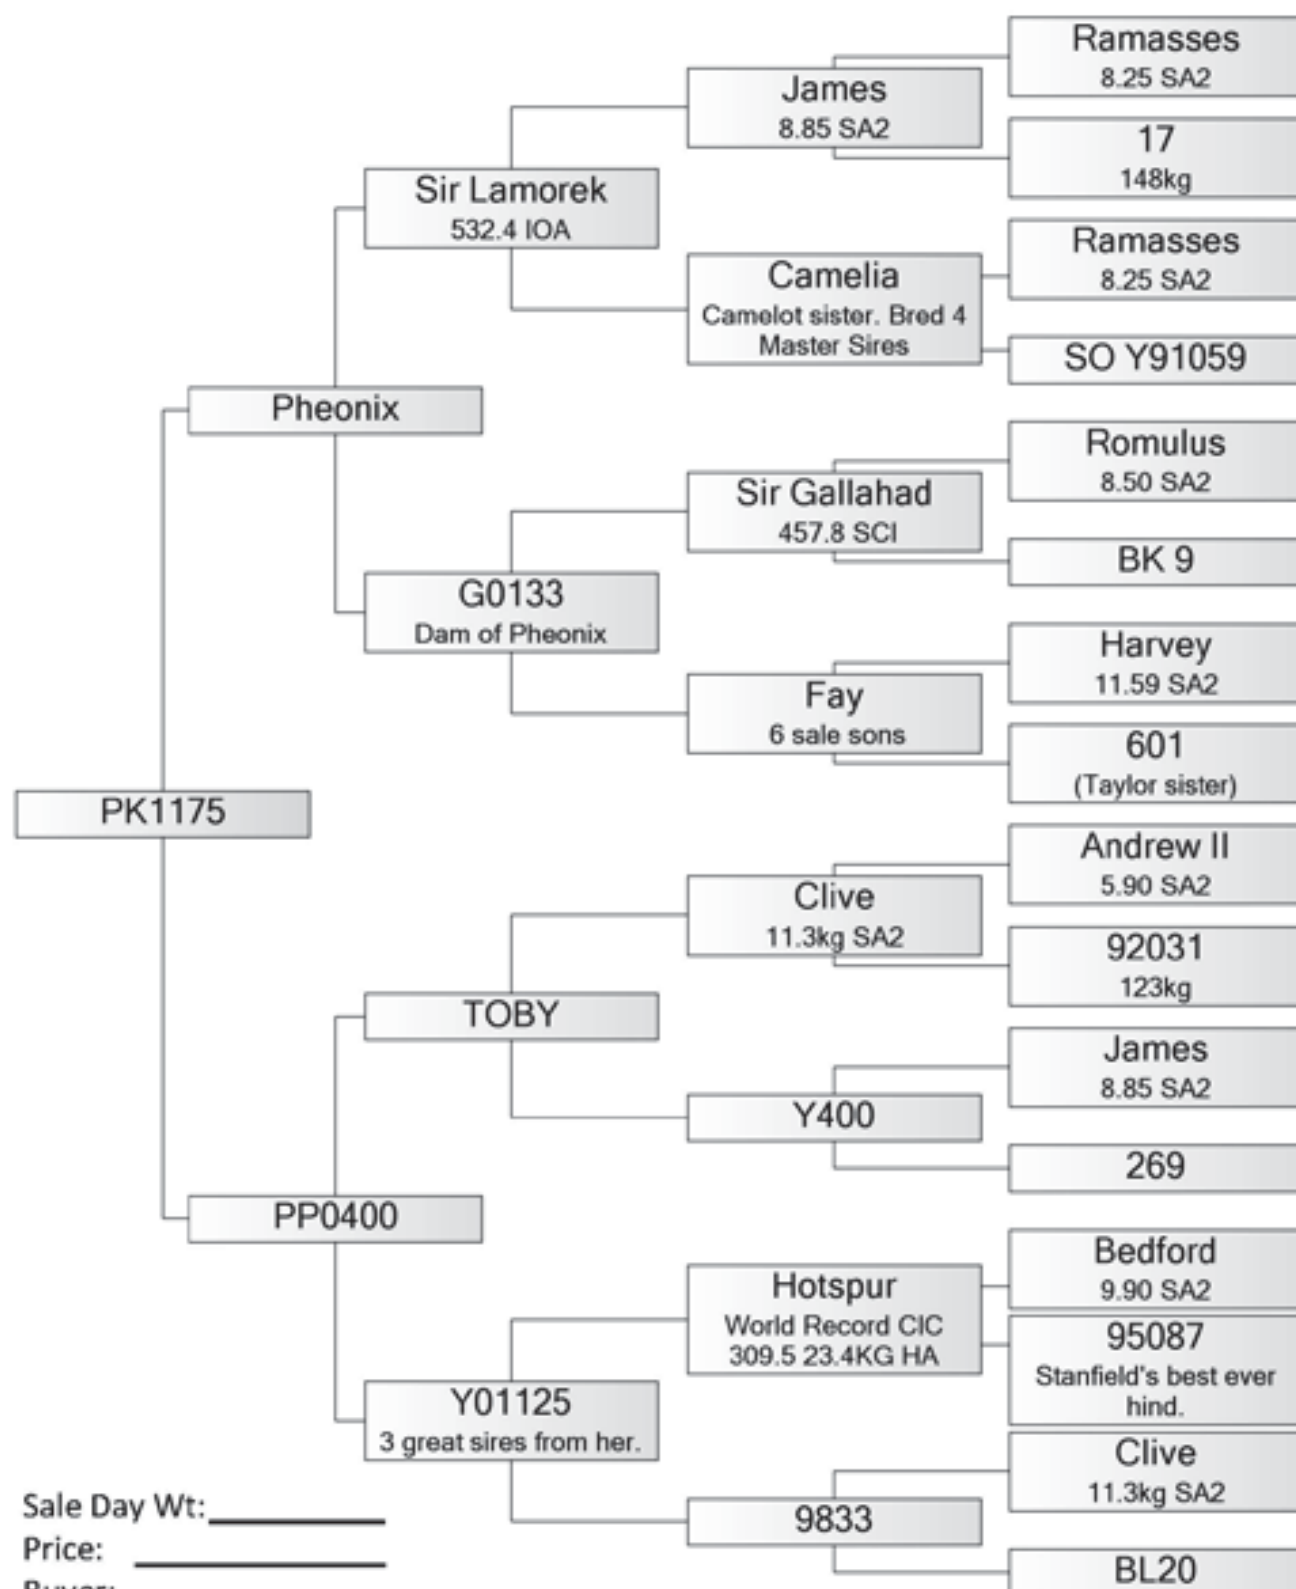 Ramasses
8.25 SA2
James
8.85 SA2
17
148kg
Sir Lamorek
532.4 IOA
Ramasses
8.25 SA2
Camelia
Camelot sister. Bred 4
Master Sires
SO Y91059
Pheonix
Romulus
8.50 SA2
Sir Gallahad
457.8 SCI
BK 9
G0133
Dam of Pheonix
Harvey
11.59 SA2
Fay
6 sale sons
601
(Taylor sister)
PK1175
Andrew II
5.90 SA2
Clive
11.3kg SA2
92031
123kg
TOBY
James
8.85 SA2
Y400
269
PP0400
Bedford
9.90 SA2
Hotspur
World Record CIC
309.5 23.4KG HA
95087
Stanfield's best ever
hind.
Y01125
3 great sires from her.
Clive
11.3kg SA2
9833
BL20
Sale Day Wt:
Price:
Buyer: